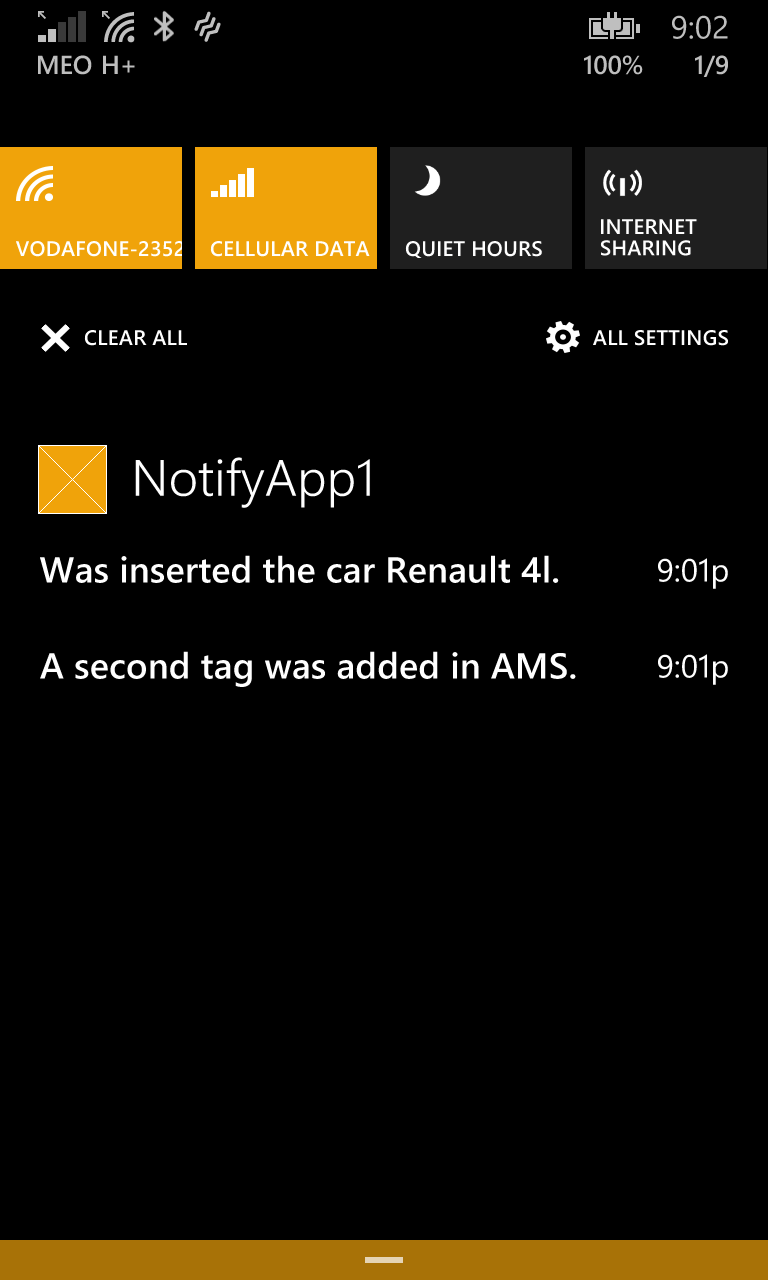 9:02
MEO H+ 100% 1/9
VODAFONE-2352 CELLULAR DATA QUIET HOURS INTERNET SHARING
CLEAR ALL ALL SETTINGS
NotifyApp1
Was inserted the car Renault 4l. 9:01p
A second tag was added in AMS. 9:01p